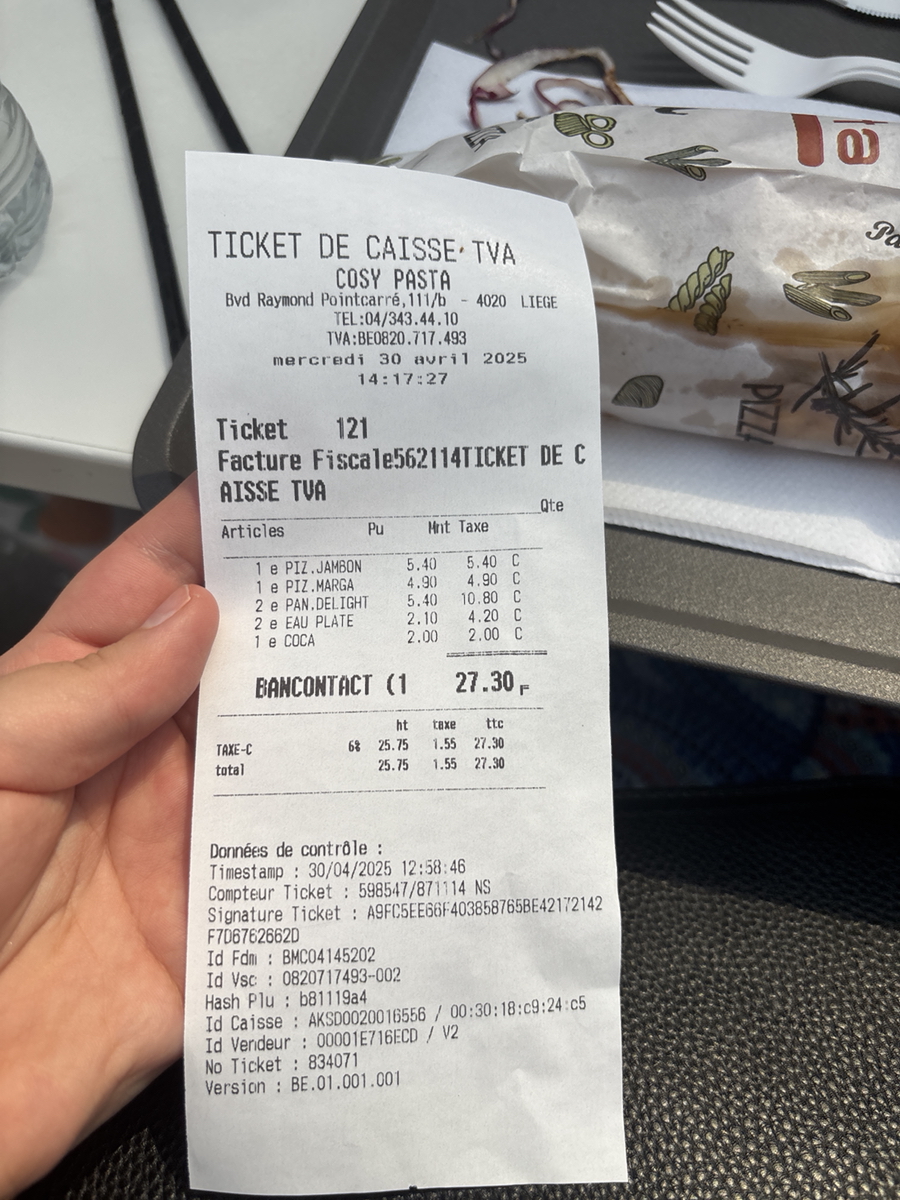 TICKET DE CAISSE TVA
COSY PASTA
Bvd Raymond Pointcarré,111/b - 4020 LIEGE
TEL:04/343.44.10
TVA:BE0820.717.493
mercredi 30 avril 2025
14:17:27
Ticket 121
Facture Fiscale562114TICKET DE C
AISSE TVA
Qte
Articles Pu Mnt Taxe
1 e PIZ.JAMBON 5.40 5.40 C
1 e PIZ.MARGA 4.90 4.90 C
2 e PAN.DELIGHT 5.40 10.80 C
2 e EAU PLATE 2.10 4.20 C
1 e COCA 2.00 2.00 C
BANCONTACT (1 27.30
ht taxe ttc
TAXE-C 6% 25.75 1.55 27.30
total 25.75 1.55 27.30
Données de contrôle :
Timestamp : 30/04/2025 12:58:46
Compteur Ticket : 598547/871114 NS
Signature Ticket : A9FC5EE66F403858765BE42172142
F7D6762662D
Id Fdm : BMC04145202
Id Vsc : 0820717493-002
Hash Plu : b81119a4
Id Caisse : AKSD0020016556 / 00:30:18:c9:24:c5
Id Vendeur : 00001E716ECD / V2
No Ticket : 834071
Version : BE.01.001.001